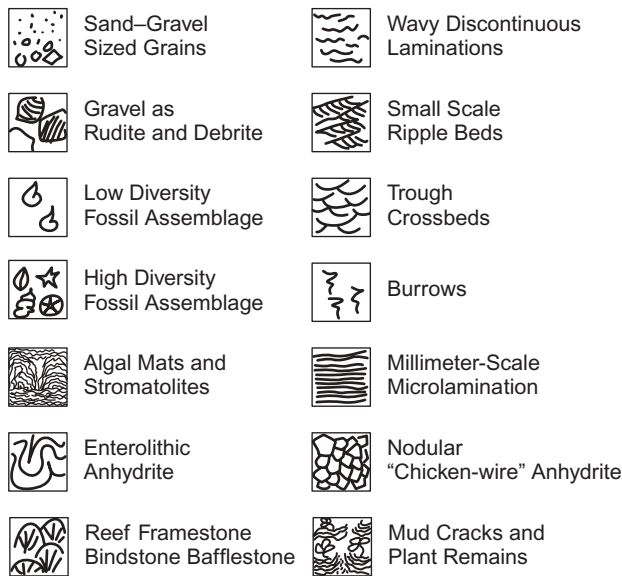 Sand–Gravel
Sized Grains
Gravel as
Rudite and Debrite
Low Diversity
Fossil Assemblage
High Diversity
Fossil Assemblage
Algal Mats and
Stromatolites
Enterolithic
Anhydrite
Reef Framestone
Bindstone Bafflestone
Wavy Discontinuous
Laminations
Small Scale
Ripple Beds
Trough
Crossbeds
Burrows
Millimeter-Scale
Microlamination
Nodular
“Chicken-wire” Anhydrite
Mud Cracks and
Plant Remains